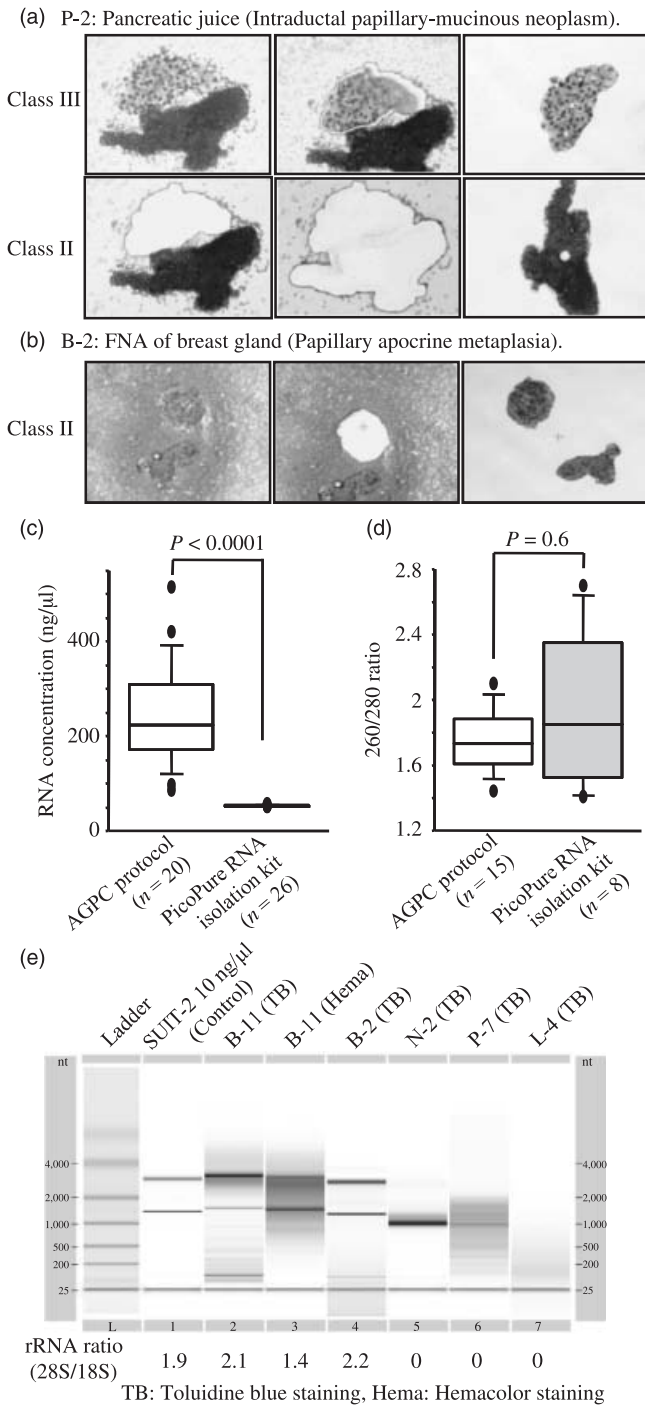 (a) P-2: Pancreatic juice (Intraductal papillary-mucinous neoplasm).
Class III
Class II
(b) B-2: FNA of breast gland (Papillary apocrine metaplasia).
Class II
(c)
P < 0.0001
RNA concentration (ng/μl)
400
200
0
AGPC protocol
(n = 20)
PicoPure RNA
isolation kit
(n = 26)
(d)
P = 0.6
260/280 ratio
2.8
2.4
2
1.6
1.2
AGPC protocol
(n = 15)
PicoPure RNA
isolation kit
(n = 8)
(e)
Ladder
SUIT-2 10 ng/μl
(Control)
B-11 (TB)
B-11 (Hema)
B-2 (TB)
N-2 (TB)
P-7 (TB)
L-4 (TB)
nt nt
4,000 4,000
2,000 2,000
1,000 1,000
500 500
200 200
25 25
L 1 2 3 4 5 6 7
rRNA ratio
(28S/18S) 1.9 2.1 1.4 2.2 0 0 0
TB: Toluidine blue staining, Hema: Hemacolor staining